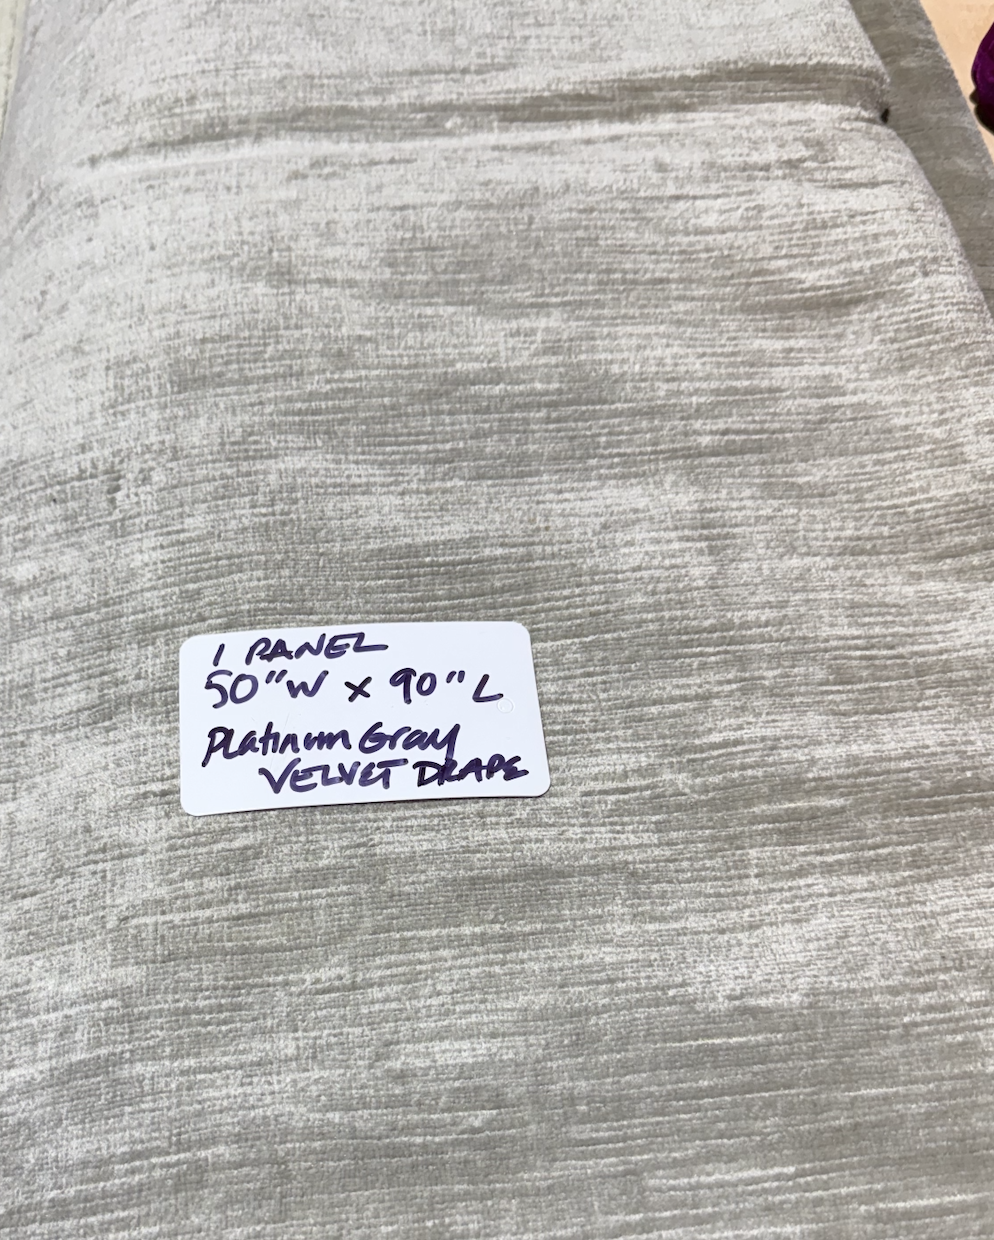 1 PANEL
50"W x 90"L
Platinum Gray
VELVET DRAPE